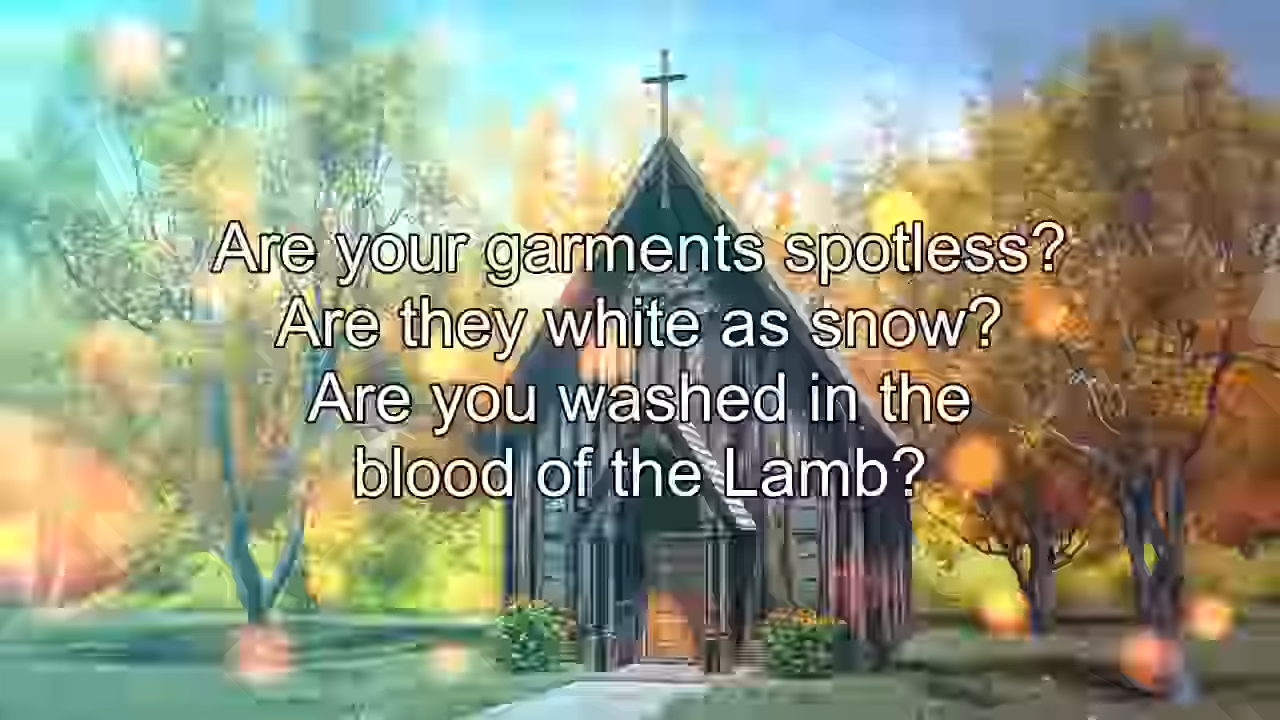 Are your garments spotless?
Are they white as snow?
Are you washed in the
blood of the Lamb?